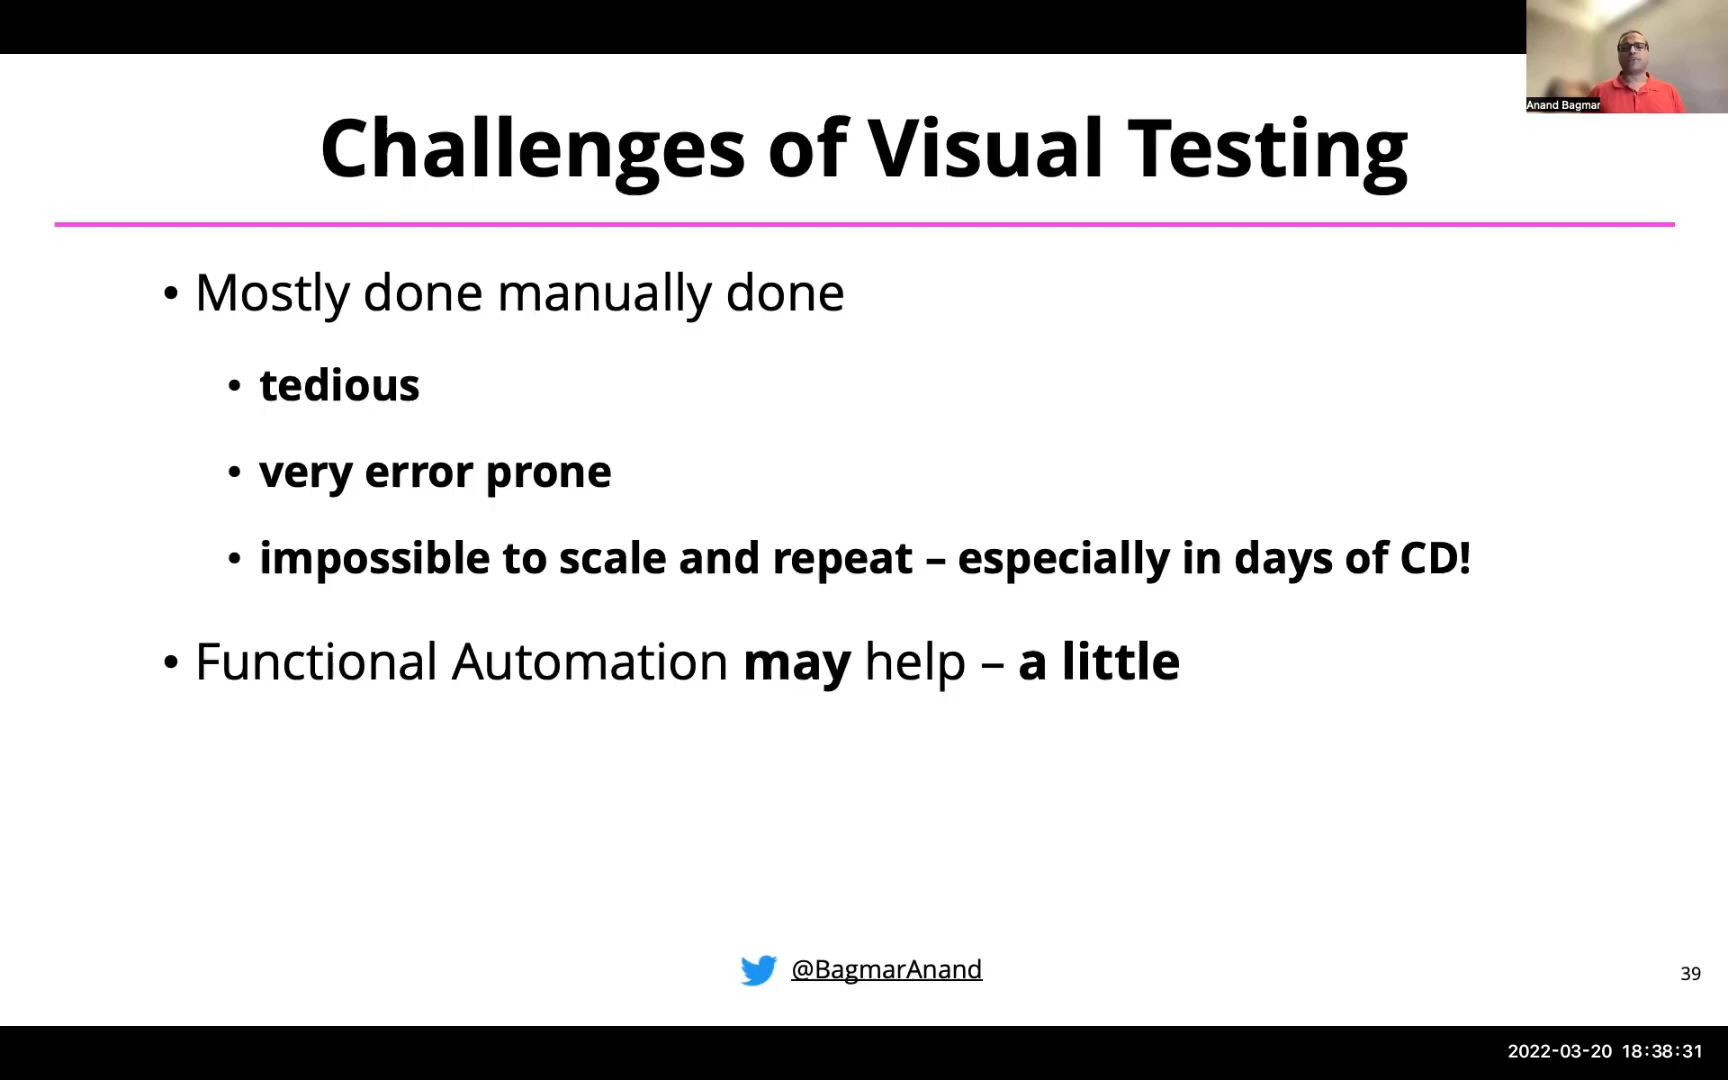 Anand Bagmar
Challenges of Visual Testing
• Mostly done manually done
• tedious
• very error prone
• impossible to scale and repeat – especially in days of CD!
• Functional Automation may help – a little
@BagmarAnand
39
2022-03-20 18:38:31